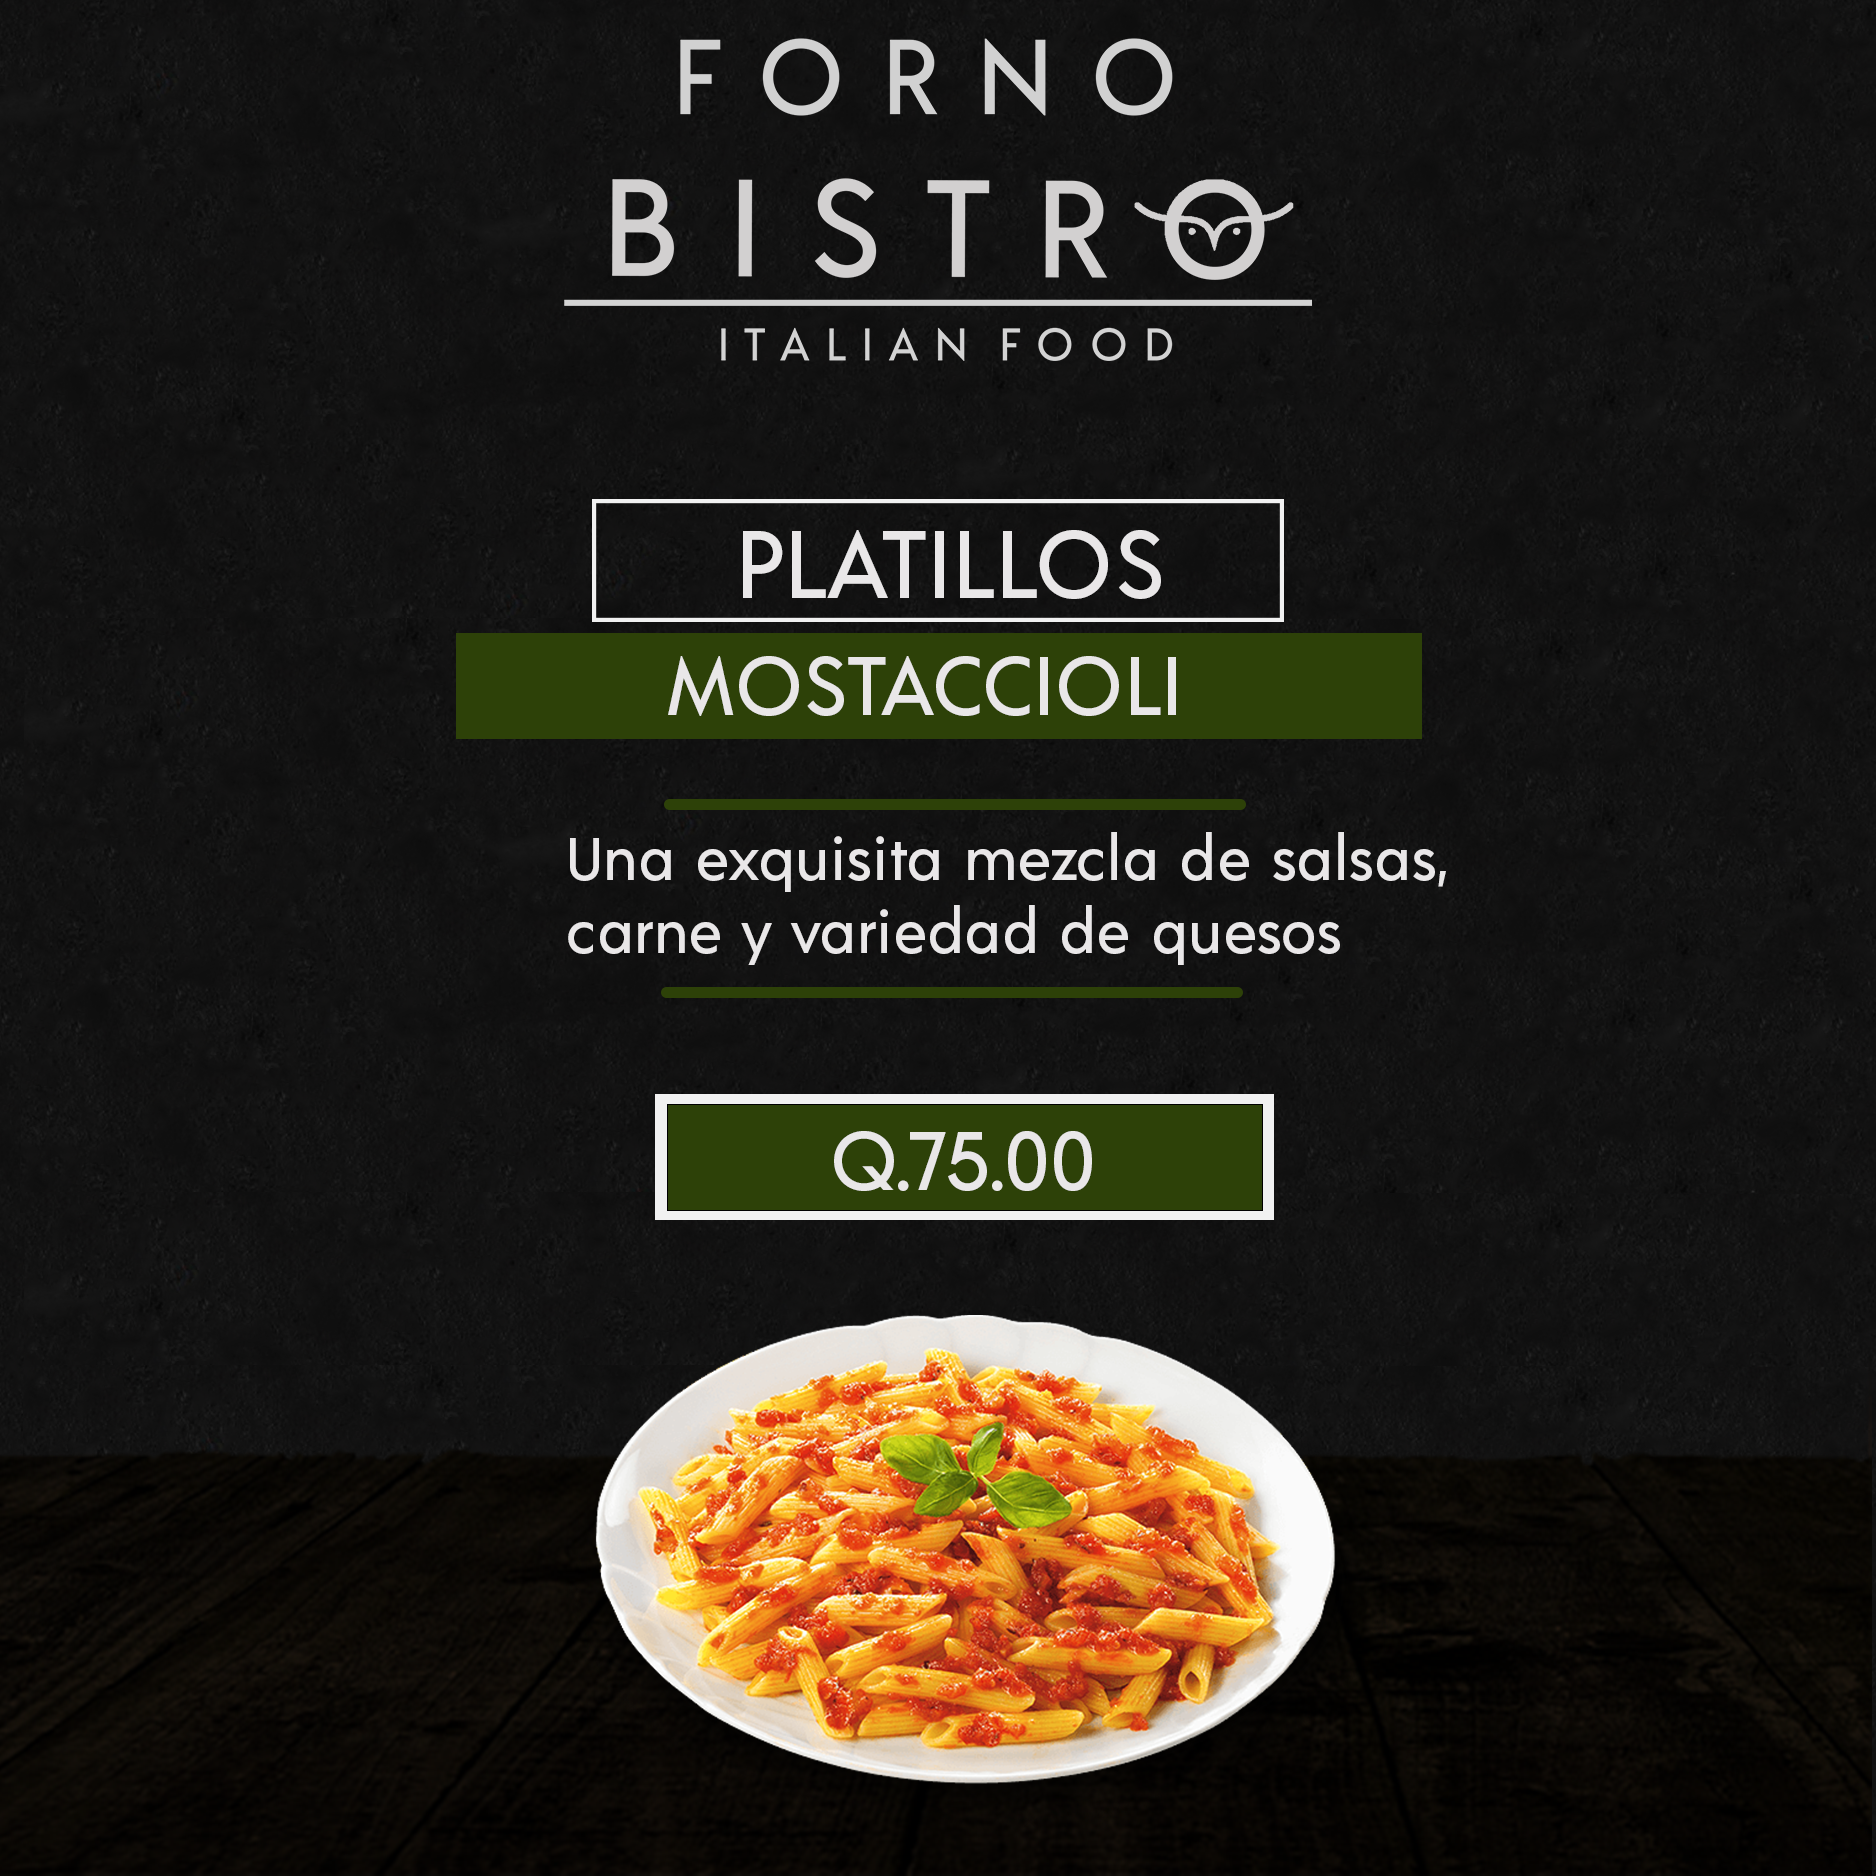 FORNO
BISTRO
ITALIAN FOOD
PLATILLOS
MOSTACCIOLI
Una exquisita mezcla de salsas,
carne y variedad de quesos
Q.75.00